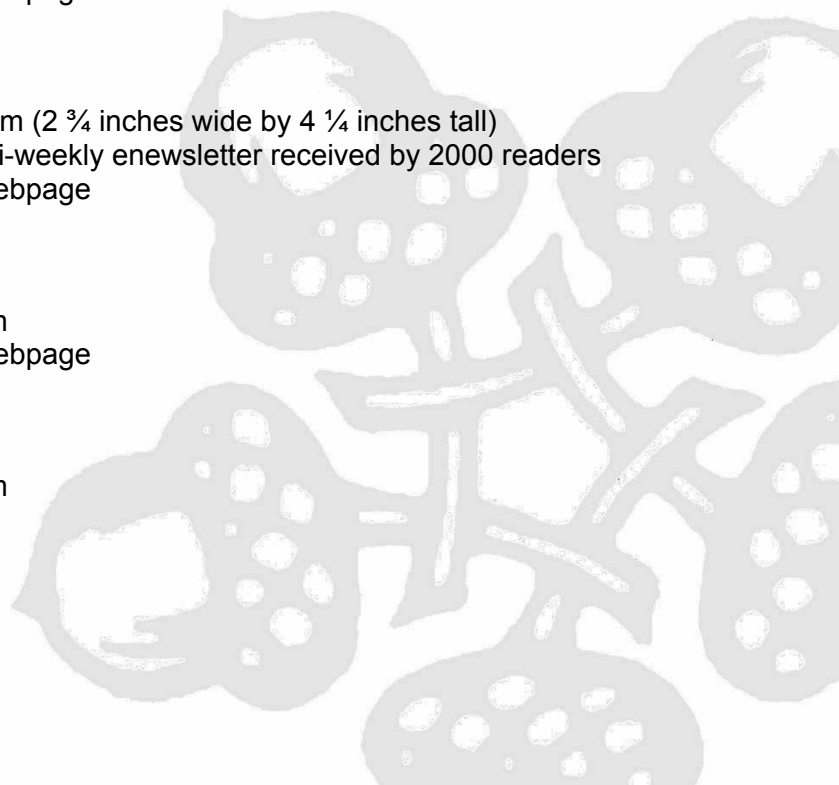 m (2 ¾ inches wide by 4 ¼ inches tall)
i-weekly enewsletter received by 2000 readers
ebpage
ebpage